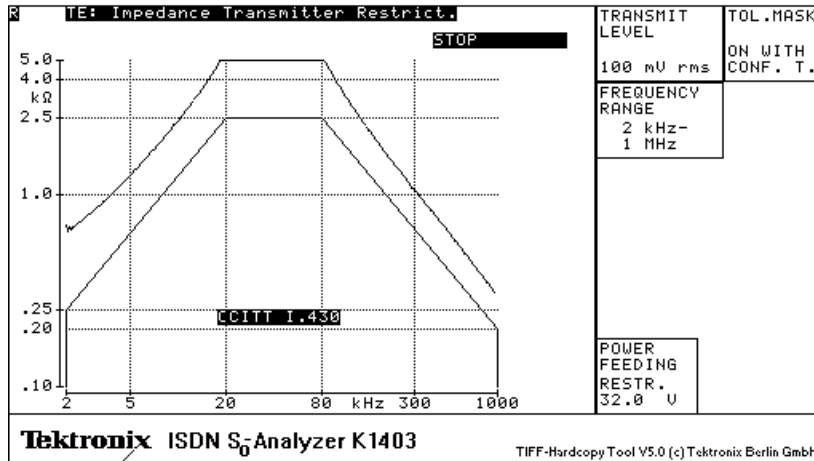 R TE: Impedance Transmitter Restrict.
STOP
5.0
4.0
kΩ
2.5
1.0
.25
.20
.10
CCITT I.430
2 5 20 80 kHz 300 1000
TRANSMIT
LEVEL
100 mV rms
TOL.MASK
ON WITH
CONF. T.
FREQUENCY
RANGE
2 kHz-
1 MHz
POWER
FEEDING
RESTR.
32.0 V
Tektronix ISDN S0-Analyzer K1403
TIFF-Hardcopy Tool V5.0 (c) Tektronix Berlin GmbH